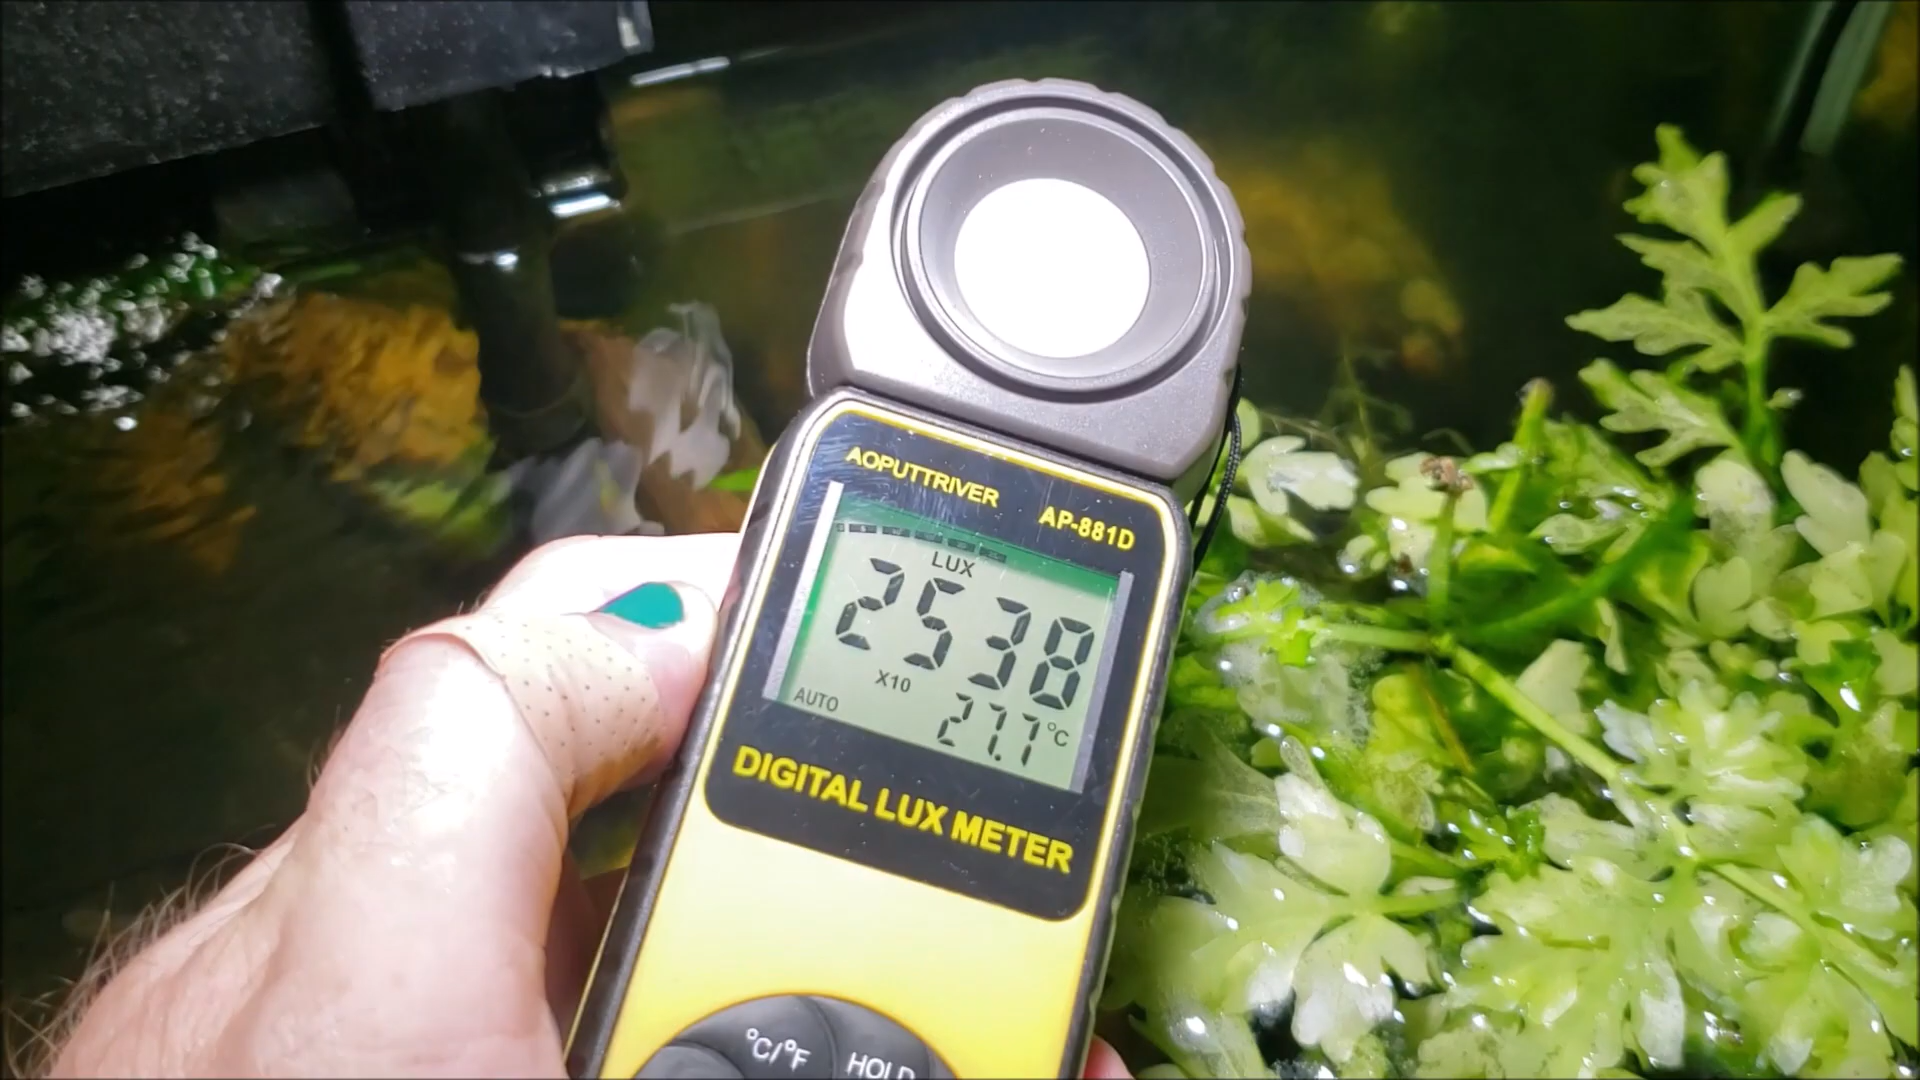 AOPUTTRIVER
AP-881D
LUX
2538
X10
AUTO
27.7°C
DIGITAL LUX METER
°C/°F
HOLD